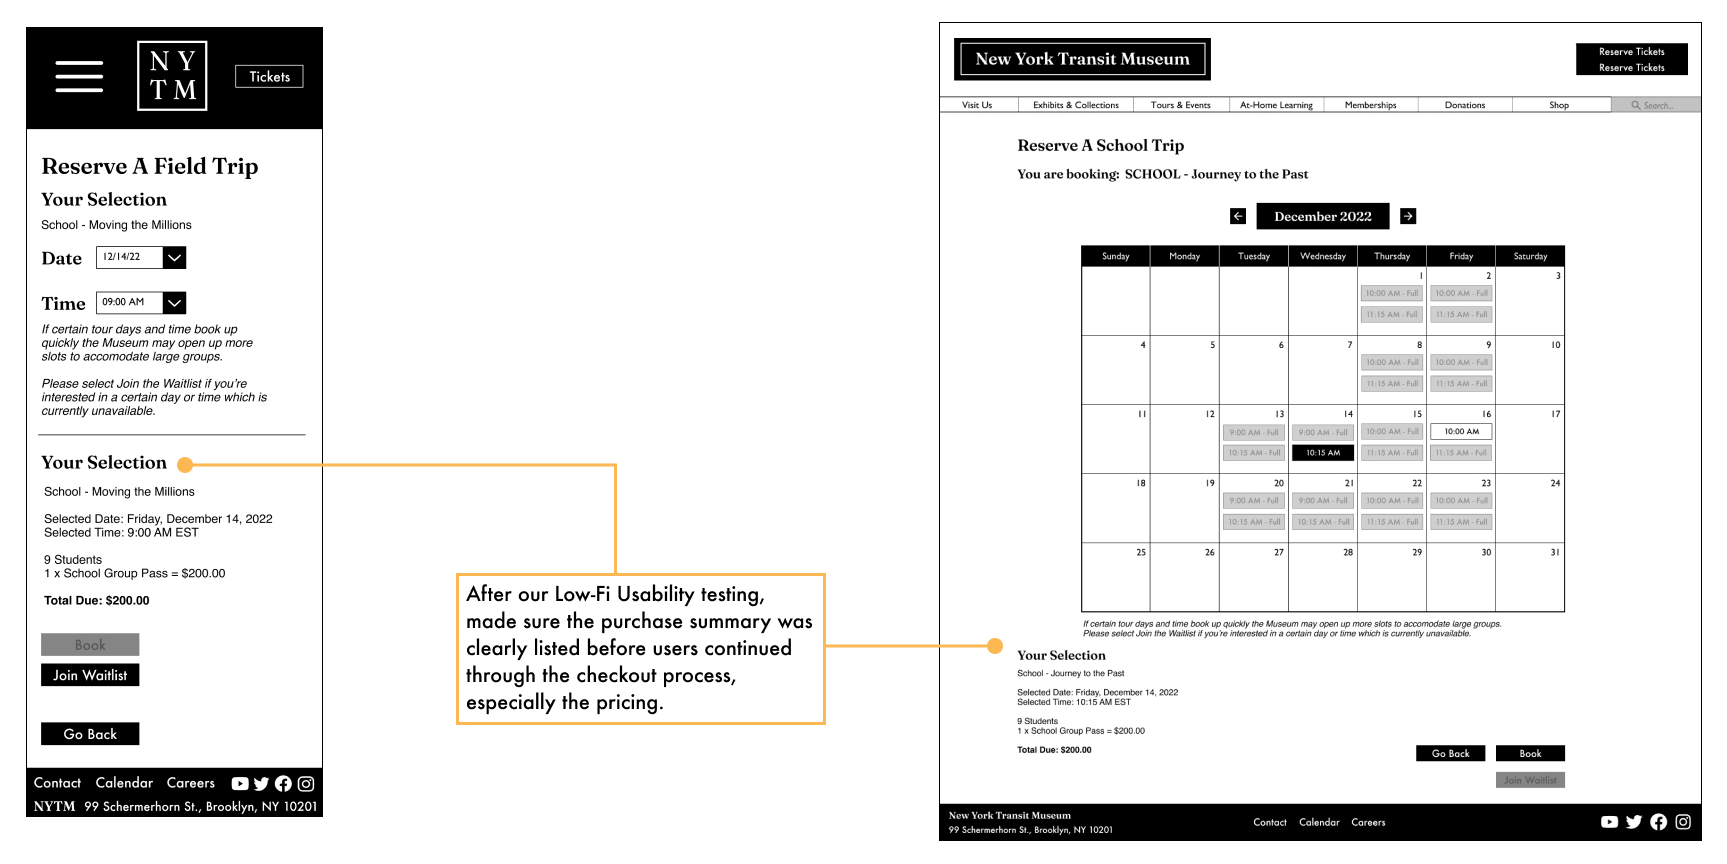 N Y
T M
Tickets
Reserve A Field Trip
Your Selection
School - Moving the Millions
Date 12/14/22
Time 09:00 AM
If certain tour days and time book up
quickly the Museum may open up more
slots to accomodate large groups.
Please select Join the Waitlist if you're
interested in a certain day or time which is
currently unavailable.
Your Selection
School - Moving the Millions
Selected Date: Friday, December 14, 2022
Selected Time: 9:00 AM EST
9 Students
1 x School Group Pass = $200.00
Total Due: $200.00
Book
Join Waitlist
Go Back
Contact Calendar Careers
NYTM 99 Schermerhorn St., Brooklyn, NY 10201
After our Low-Fi Usability testing,
made sure the purchase summary was
clearly listed before users continued
through the checkout process,
especially the pricing.
New York Transit Museum
Reserve Tickets
Reserve Tickets
Visit Us Exhibits & Collections Tours & Events At-Home Learning Memberships Donations Shop Search...
Reserve A School Trip
You are booking: SCHOOL - Journey to the Past
December 2022
Sunday Monday Tuesday Wednesday Thursday Friday Saturday
1 2 3
10:00 AM - Full 10:00 AM - Full
11:15 AM - Full 11:15 AM - Full
4 5 6 7 8 9 10
10:00 AM - Full 10:00 AM - Full
11:15 AM - Full 11:15 AM - Full
11 12 13 14 15 16 17
9:00 AM - Full 9:00 AM - Full 10:00 AM - Full 10:00 AM
10:15 AM - Full 10:15 AM 11:15 AM - Full 11:15 AM - Full
18 19 20 21 22 23 24
9:00 AM - Full 9:00 AM - Full 10:00 AM - Full 10:00 AM - Full
10:15 AM - Full 10:15 AM - Full 11:15 AM - Full 11:15 AM - Full
25 26 27 28 29 30 31
If certain tour days and time book up quickly the Museum may open up more slots to accomodate large groups.
Please select Join the Waitlist if you're interested in a certain day or time which is currently unavailable.
Your Selection
School - Journey to the Past
Selected Date: Friday, December 14, 2022
Selected Time: 10:15 AM EST
9 Students
1 x School Group Pass = $200.00
Total Due: $200.00
Go Back Book
Join Waitlist
New York Transit Museum
99 Schermerhorn St., Brooklyn, NY 10201
Contact Calendar Careers